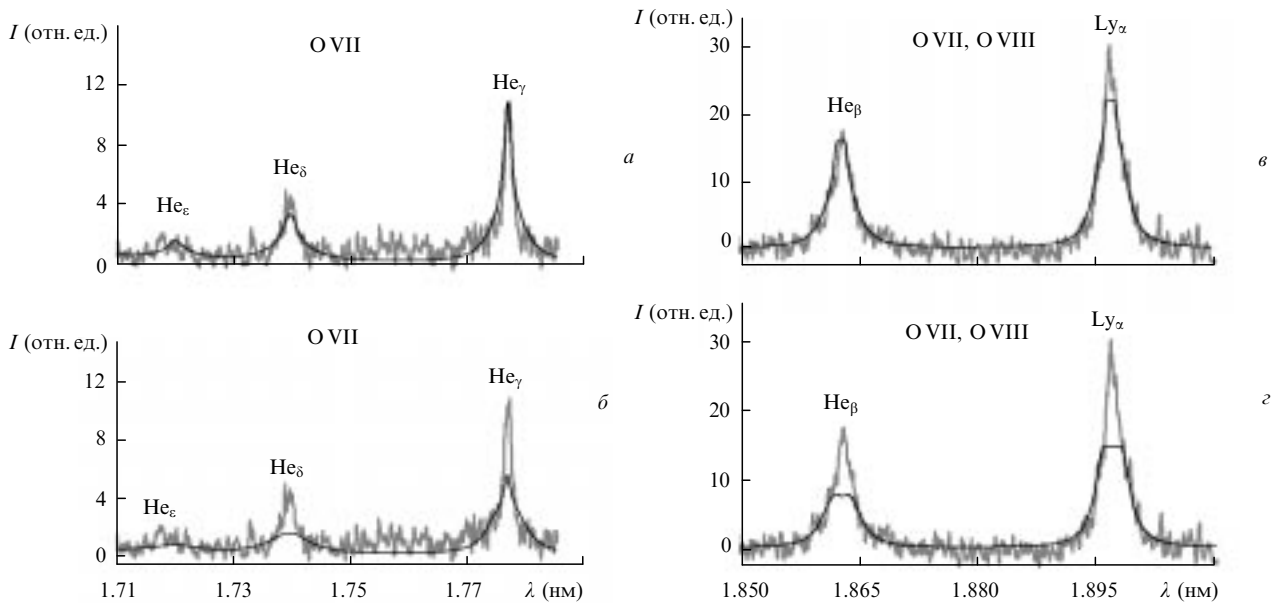 I (отн. ед.)
O VII
12
8
4
0
He_ε
He_δ
He_γ
а
I (отн. ед.)
O VII, O VIII
30
20
10
0
He_β
Ly_α
в
I (отн. ед.)
O VII
12
8
4
0
He_ε
He_δ
He_γ
б
1.71
1.73
1.75
1.77
λ (нм)
I (отн. ед.)
O VII, O VIII
30
20
10
0
He_β
Ly_α
г
1.850
1.865
1.880
1.895
λ (нм)